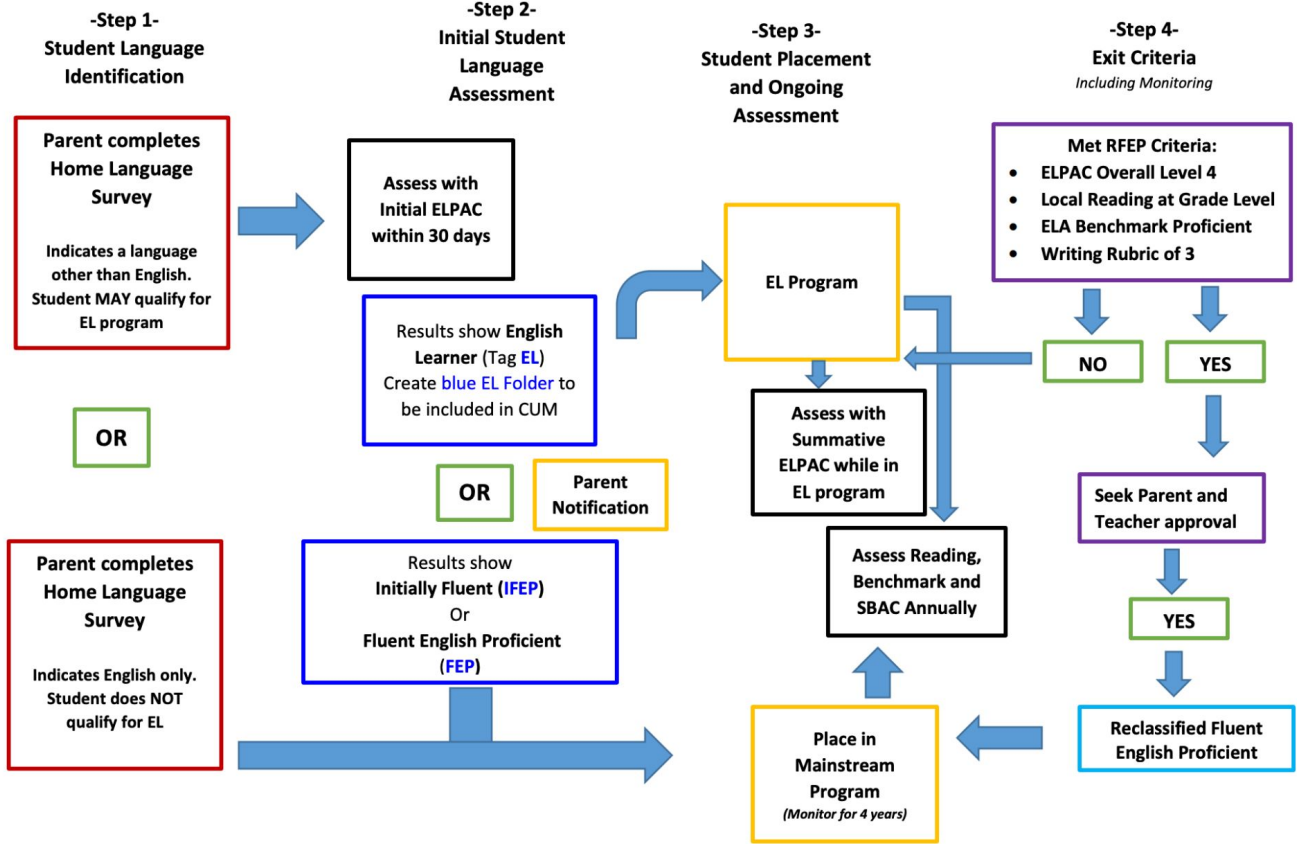 -Step 1-
Student Language
Identification
Parent completes
Home Language
Survey
Indicates a language
other than English.
Student MAY qualify for
EL program
OR
Parent completes
Home Language
Survey
Indicates English only.
Student does NOT
qualify for EL
-Step 2-
Initial Student
Language
Assessment
Assess with
Initial ELPAC
within 30 days
Results show English
Learner (Tag EL)
Create blue EL Folder to
be included in CUM
OR
Parent
Notification
Results show
Initially Fluent (IFEP)
Or
Fluent English Proficient
(FEP)
-Step 3-
Student Placement
and Ongoing
Assessment
EL Program
Assess with
Summative
ELPAC while in
EL program
Assess Reading,
Benchmark and
SBAC Annually
Place in
Mainstream
Program
(Monitor for 4 years)
-Step 4-
Exit Criteria
Including Monitoring
Met RFEP Criteria:
• ELPAC Overall Level 4
• Local Reading at Grade Level
• ELA Benchmark Proficient
• Writing Rubric of 3
NO
YES
Seek Parent and
Teacher approval
YES
Reclassified Fluent
English Proficient